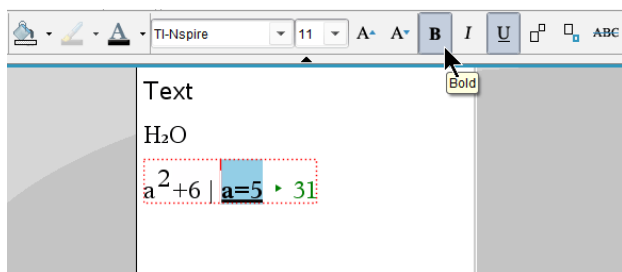 A TI-Nspire 11 A A B I U ABC
Bold
Text
H₂O
a²+6 | a=5 ▸ 31